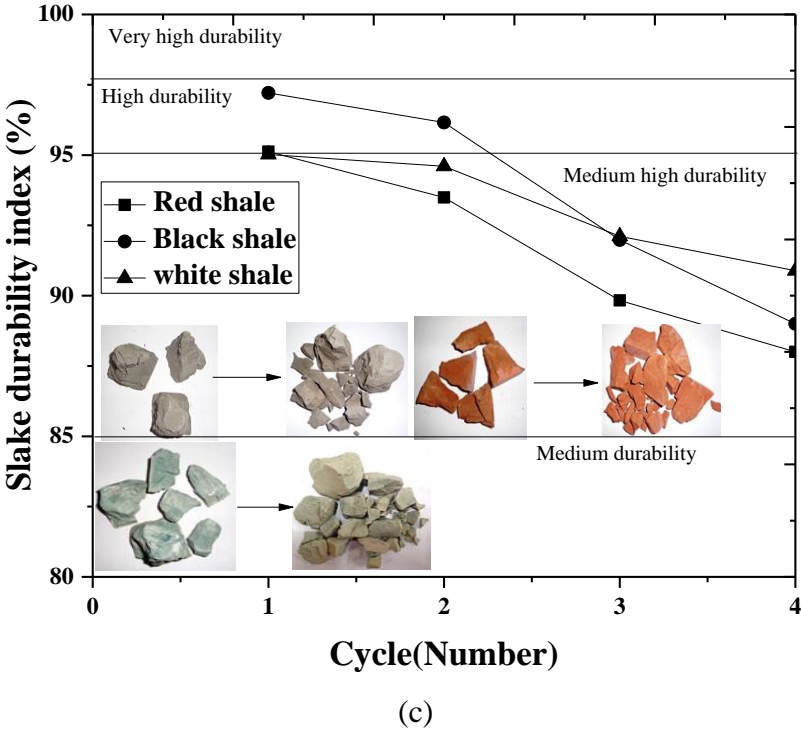 100
Very high durability
High durability
95
Medium high durability
Red shale
Black shale
white shale
90
85
Medium durability
80
0
1
2
3
4
Slake durability index (%)
Cycle(Number)
(c)